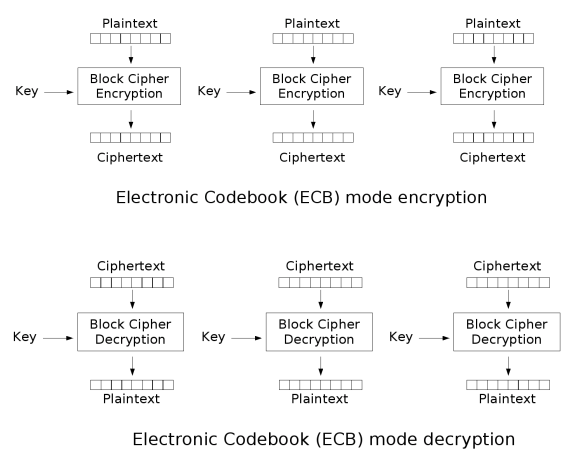 Plaintext Plaintext Plaintext
Key Block Cipher Encryption Key Block Cipher Encryption Key Block Cipher Encryption
Ciphertext Ciphertext Ciphertext
Electronic Codebook (ECB) mode encryption
Ciphertext Ciphertext Ciphertext
Key Block Cipher Decryption Key Block Cipher Decryption Key Block Cipher Decryption
Plaintext Plaintext Plaintext
Electronic Codebook (ECB) mode decryption